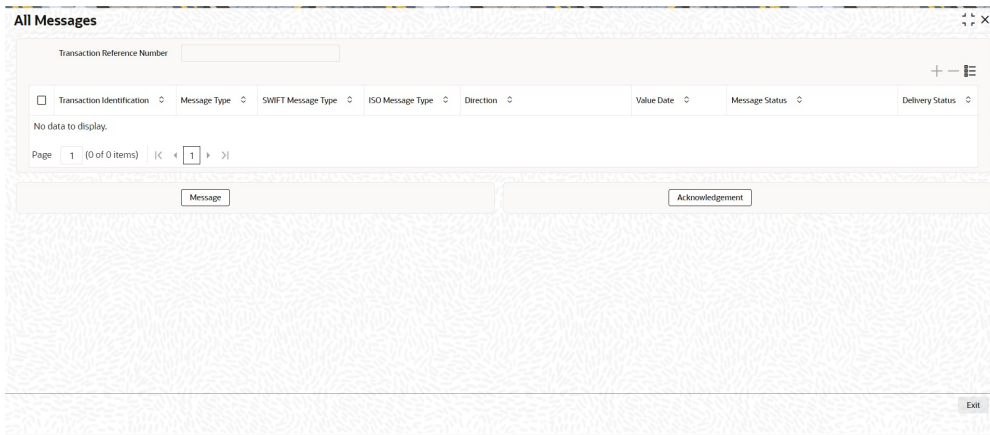 All Messages
Transaction Reference Number
Transaction Identification Message Type SWIFT Message Type ISO Message Type Direction Value Date Message Status Delivery Status
No data to display.
Page 1 (0 of 0 items) 1
Message Acknowledgement
Exit